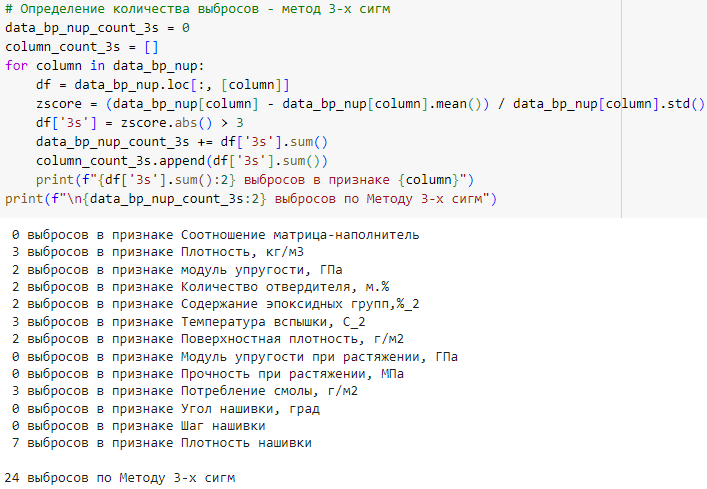 # Определение количества выбросов - метод 3-х сигм
data_bp_nup_count_3s = 0
column_count_3s = []
for column in data_bp_nup:
    df = data_bp_nup.loc[:, [column]]
    zscore = (data_bp_nup[column] - data_bp_nup[column].mean()) / data_bp_nup[column].std()
    df['3s'] = zscore.abs() > 3
    data_bp_nup_count_3s += df['3s'].sum()
    column_count_3s.append(df['3s'].sum())
    print(f"{df['3s'].sum():2} выбросов в признаке {column}")
print(f"\n{data_bp_nup_count_3s:2} выбросов по Методу 3-х сигм")
 0 выбросов в признаке Соотношение матрица-наполнитель
 3 выбросов в признаке Плотность, кг/м3
 2 выбросов в признаке модуль упругости, ГПа
 2 выбросов в признаке Количество отвердителя, м.%
 2 выбросов в признаке Содержание эпоксидных групп,%_2
 3 выбросов в признаке Температура вспышки, С_2
 2 выбросов в признаке Поверхностная плотность, г/м2
 0 выбросов в признаке Модуль упругости при растяжении, ГПа
 0 выбросов в признаке Прочность при растяжении, МПа
 3 выбросов в признаке Потребление смолы, г/м2
 0 выбросов в признаке Угол нашивки, град
 0 выбросов в признаке Шаг нашивки
 7 выбросов в признаке Плотность нашивки
24 выбросов по Методу 3-х сигм